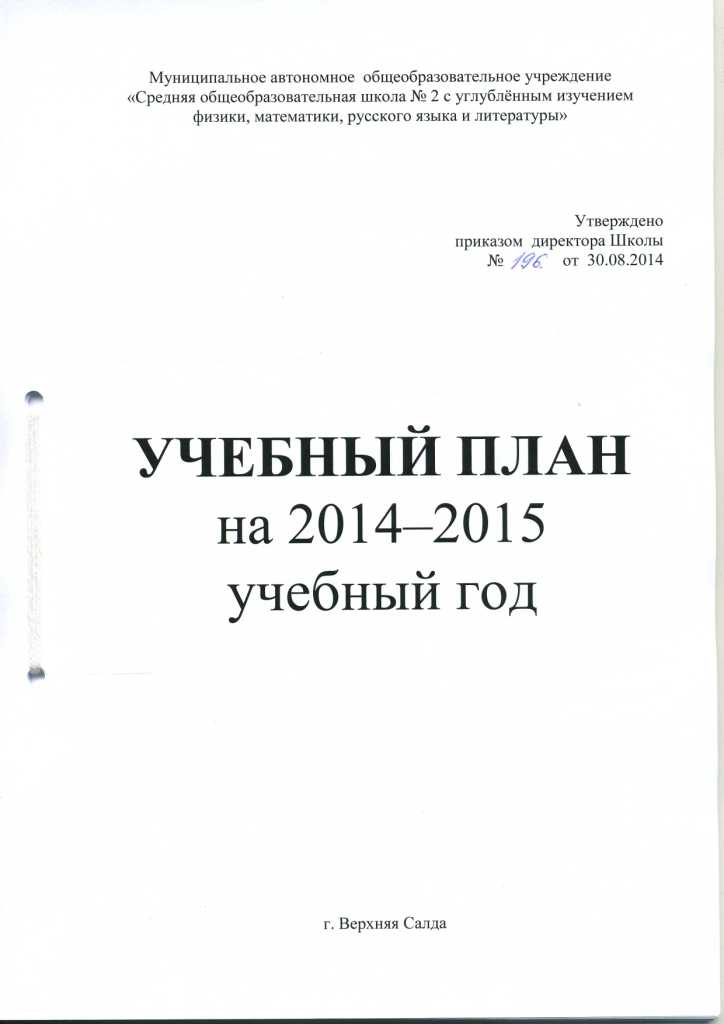 Муниципальное автономное общеобразовательное учреждение
«Средняя общеобразовательная школа № 2 с углублённым изучением
физики, математики, русского языка и литературы»
Утверждено
приказом директора Школы
№ 196. от 30.08.2014
УЧЕБНЫЙ ПЛАН
на 2014–2015
учебный год
г. Верхняя Салда